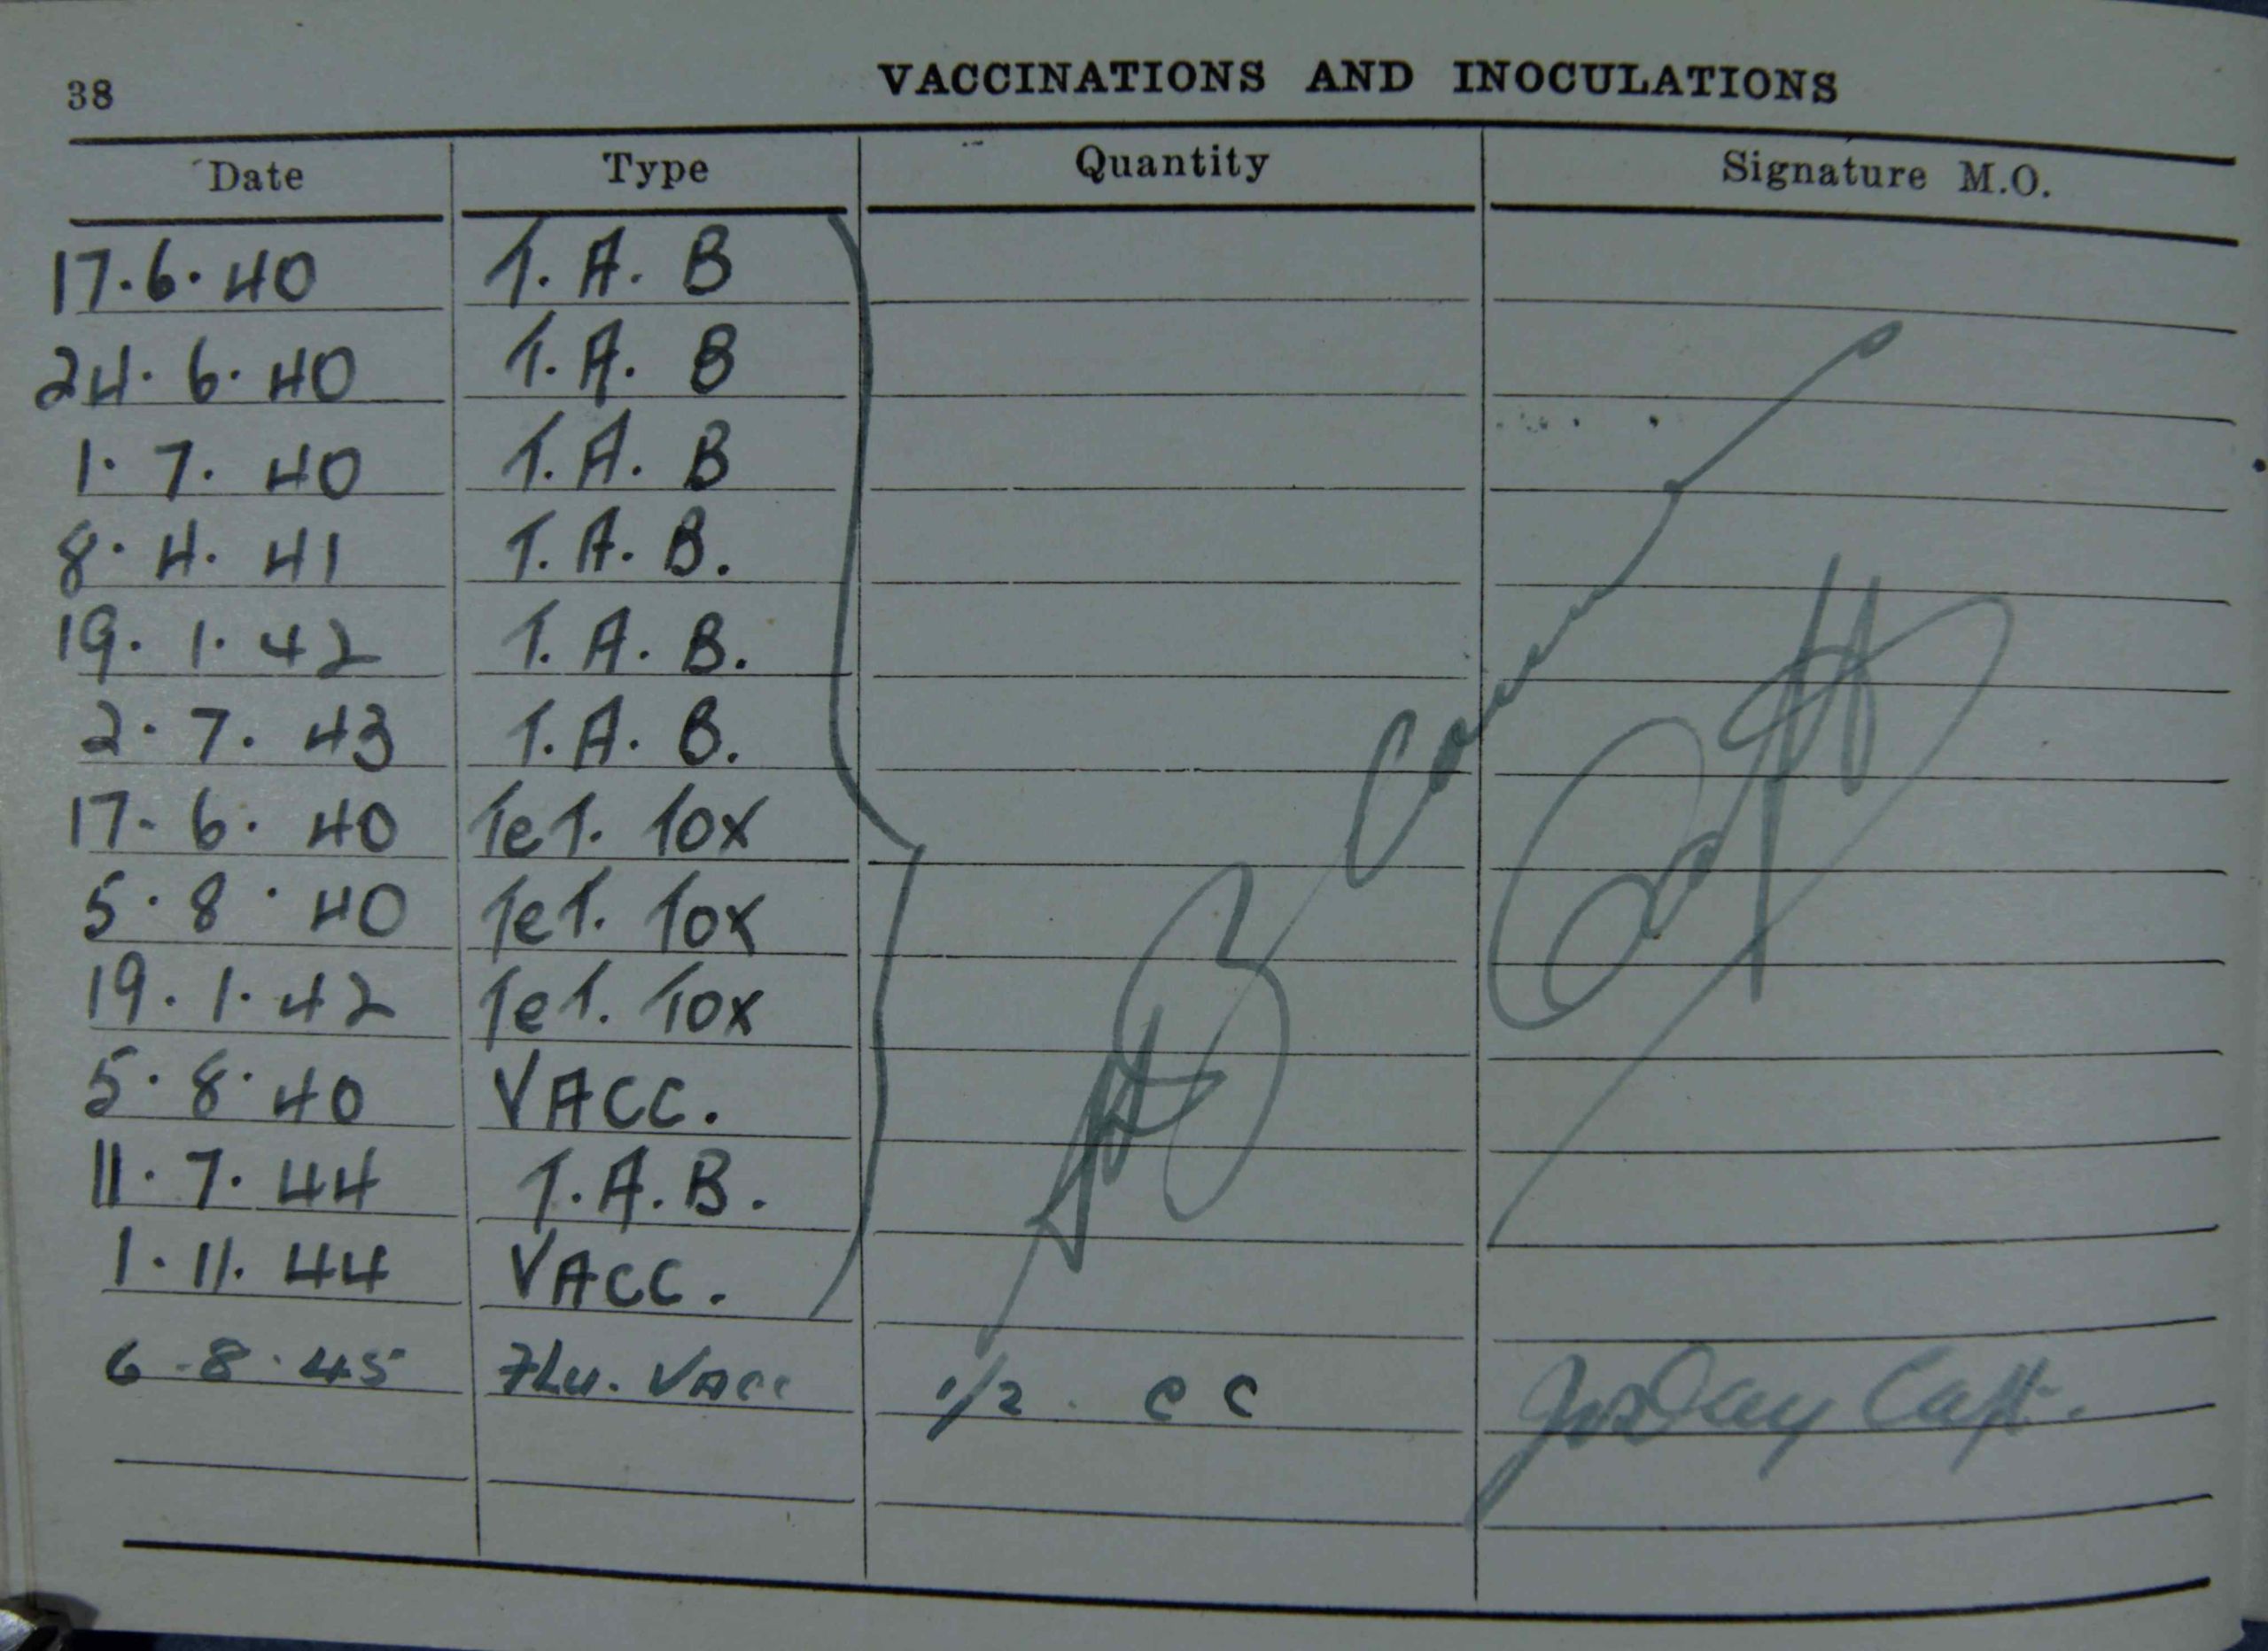 38 VACCINATIONS AND INOCULATIONS
Date Type Quantity Signature M.O.
17.6.40 T.A.B
24.6.40 T.A.B
1.7.40 T.A.B
8.4.41 T.A.B.
19.1.42 T.A.B.
2.7.43 T.A.B.
17.6.40 Tet. Tox
5.8.40 Tet. Tox
19.1.42 Tet. Tox
5.8.40 VACC.
11.7.44 T.A.B.
1.11.44 VACC.
6.8.45 Flu. Vacc 1/2 cc Day Capt.